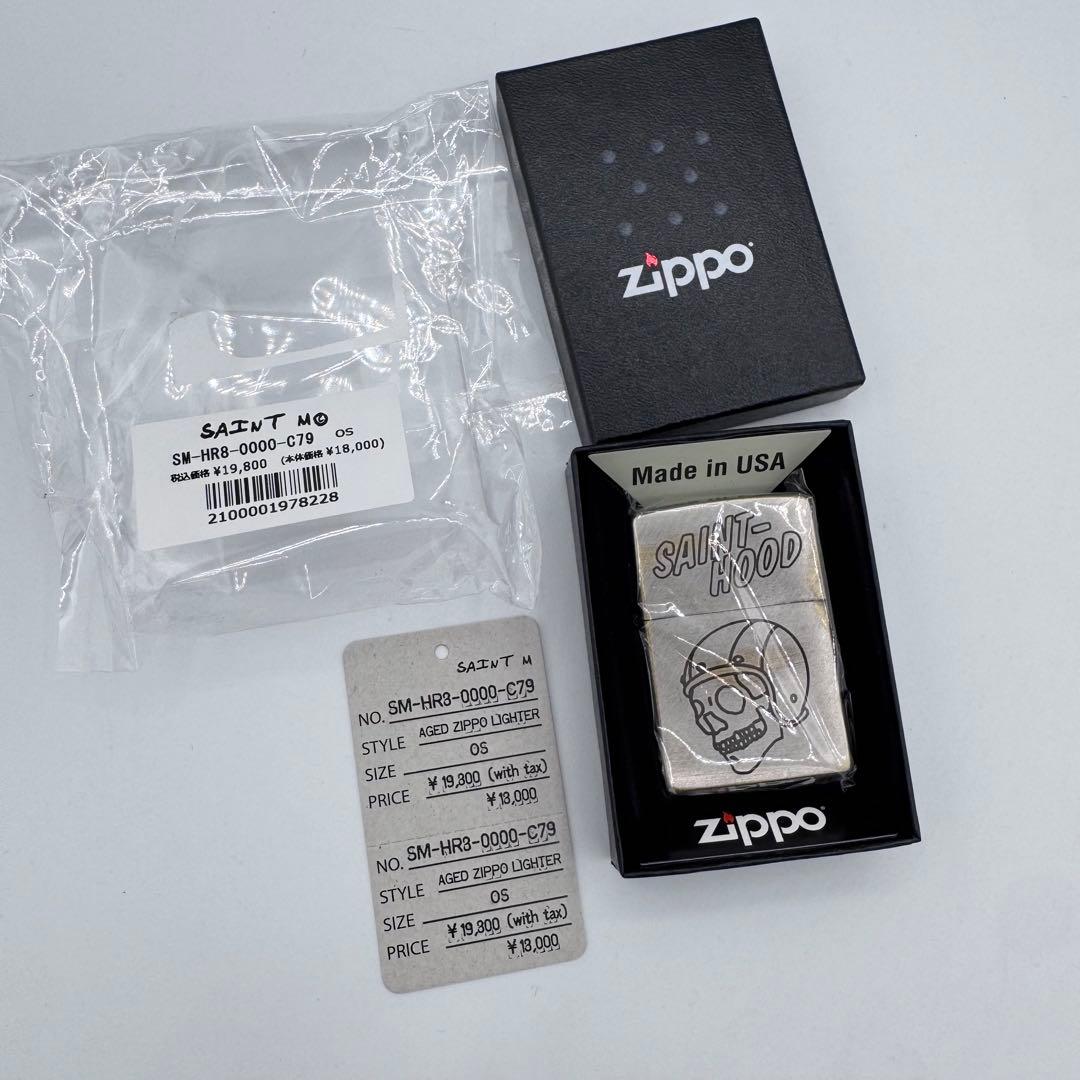 zippo
SAINT M©
SM-HR8-0000-C79 OS
税込価格 ¥19,800 (本体価格 ¥18,000)
2100001978228
Made in USA
SAINT-
HOOD
zippo
SAINT M
NO. SM-HR8-0000-C79
STYLE AGED ZIPPO LIGHTER
SIZE OS
PRICE ¥19,800 (with tax)
¥18,000
NO. SM-HR8-0000-C79
STYLE AGED ZIPPO LIGHTER
SIZE OS
PRICE ¥19,800 (with tax)
¥18,000